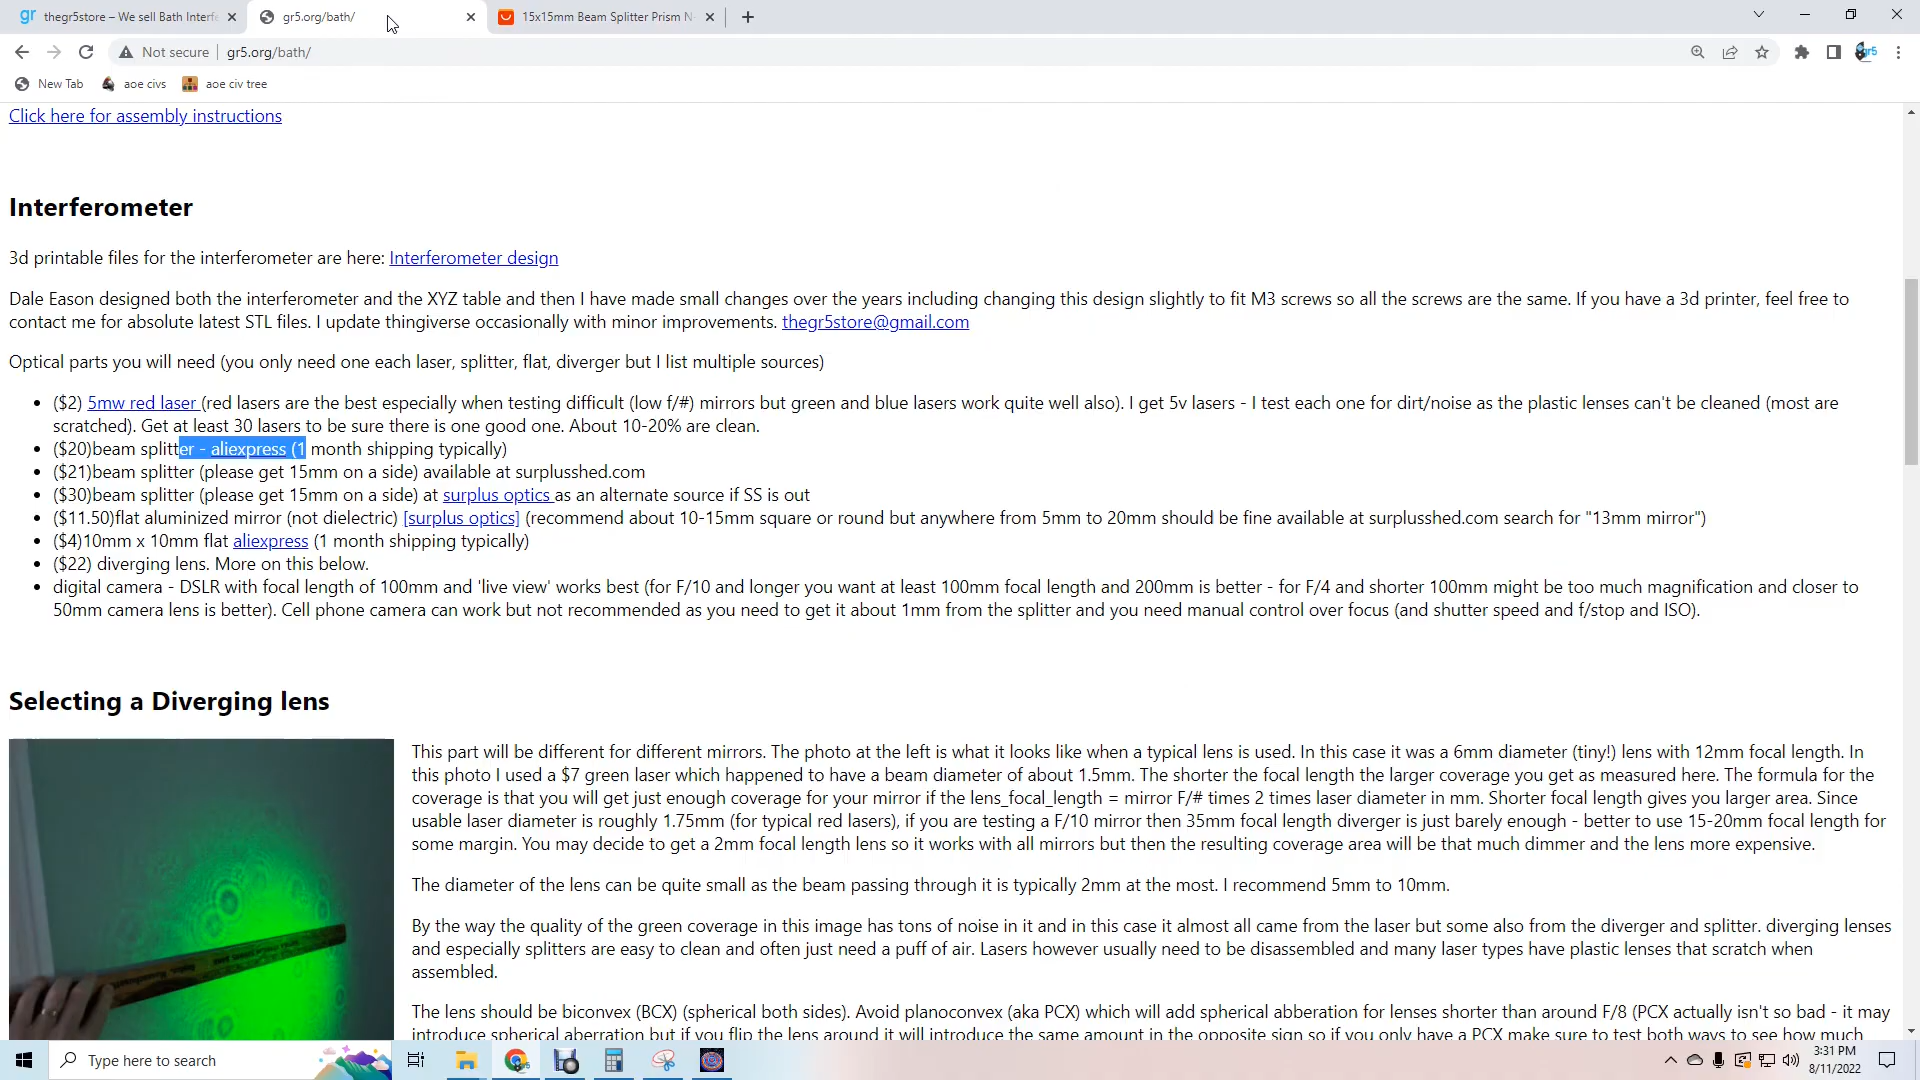 thegr5store – We sell Bath Interfe
gr5.org/bath/
15x15mm Beam Splitter Prism N
Not secure
gr5.org/bath/
New Tab
aoe civs
aoe civ tree
Click here for assembly instructions
Interferometer
3d printable files for the interferometer are here: Interferometer design
Dale Eason designed both the interferometer and the XYZ table and then I have made small changes over the years including changing this design slightly to fit M3 screws so all the screws are the same. If you have a 3d printer, feel free to
contact me for absolute latest STL files. I update thingiverse occasionally with minor improvements. thegr5store@gmail.com
Optical parts you will need (you only need one each laser, splitter, flat, diverger but I list multiple sources)
• ($2) 5mw red laser (red lasers are the best especially when testing difficult (low f/#) mirrors but green and blue lasers work quite well also). I get 5v lasers - I test each one for dirt/noise as the plastic lenses can't be cleaned (most are
scratched). Get at least 30 lasers to be sure there is one good one. About 10-20% are clean.
• ($20)beam splitter - aliexpress (1 month shipping typically)
• ($21)beam splitter (please get 15mm on a side) available at surplusshed.com
• ($30)beam splitter (please get 15mm on a side) at surplus optics as an alternate source if SS is out
• ($11.50)flat aluminized mirror (not dielectric) [surplus optics] (recommend about 10-15mm square or round but anywhere from 5mm to 20mm should be fine available at surplusshed.com search for "13mm mirror")
• ($4)10mm x 10mm flat aliexpress (1 month shipping typically)
• ($22) diverging lens. More on this below.
• digital camera - DSLR with focal length of 100mm and 'live view' works best (for F/10 and longer you want at least 100mm focal length and 200mm is better - for F/4 and shorter 100mm might be too much magnification and closer to
50mm camera lens is better). Cell phone camera can work but not recommended as you need to get it about 1mm from the splitter and you need manual control over focus (and shutter speed and f/stop and ISO).
Selecting a Diverging lens
This part will be different for different mirrors. The photo at the left is what it looks like when a typical lens is used. In this case it was a 6mm diameter (tiny!) lens with 12mm focal length. In
this photo I used a $7 green laser which happened to have a beam diameter of about 1.5mm. The shorter the focal length the larger coverage you get as measured here. The formula for the
coverage is that you will get just enough coverage for your mirror if the lens_focal_length = mirror F/# times 2 times laser diameter in mm. Shorter focal length gives you larger area. Since
usable laser diameter is roughly 1.75mm (for typical red lasers), if you are testing a F/10 mirror then 35mm focal length diverger is just barely enough - better to use 15-20mm focal length for
some margin. You may decide to get a 2mm focal length lens so it works with all mirrors but then the resulting coverage area will be that much dimmer and the lens more expensive.
The diameter of the lens can be quite small as the beam passing through it is typically 2mm at the most. I recommend 5mm to 10mm.
By the way the quality of the green coverage in this image has tons of noise in it and in this case it almost all came from the laser but some also from the diverger and splitter. diverging lenses
and especially splitters are easy to clean and often just need a puff of air. Lasers however usually need to be disassembled and many laser types have plastic lenses that scratch when
assembled.
The lens should be biconvex (BCX) (spherical both sides). Avoid planoconvex (aka PCX) which will add spherical abberation for lenses shorter than around F/8 (PCX actually isn't so bad - it may
introduce spherical aberration but if you flip the lens around it will introduce the same amount in the opposite sign so if you only have a PCX make sure to test both ways to see how much
Type here to search
3:31 PM
8/11/2022